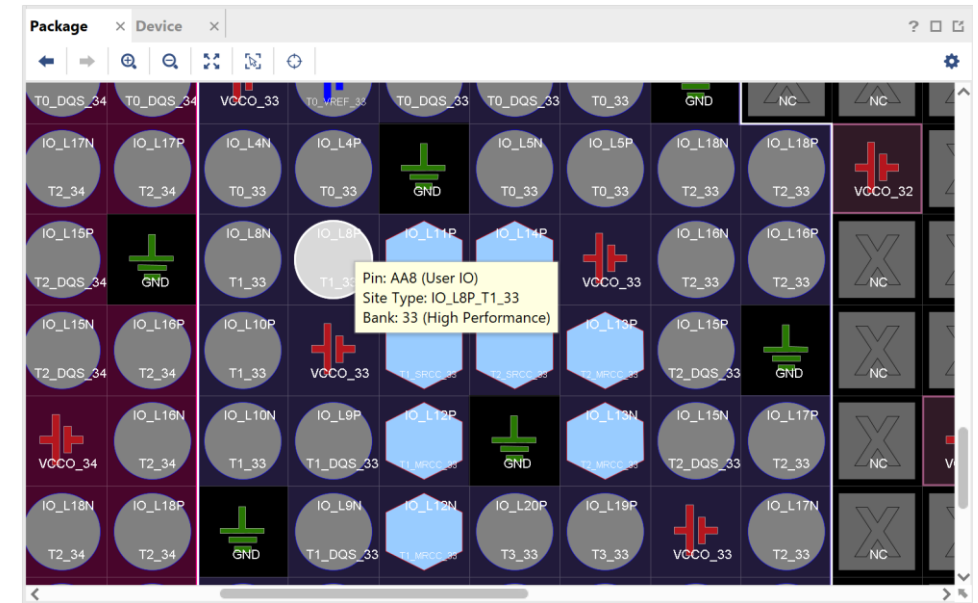 Package × Device × ?
T0_DQS_34 T0_DQS_34 VCCO_33 T0_VREF_33 T0_DQS_33 T0_DQS_33 T0_33 GND NC NC
IO_L17N IO_L17P IO_L4N IO_L4P IO_L5N IO_L5P IO_L18N IO_L18P
T2_34 T2_34 T0_33 T0_33 GND T0_33 T0_33 T2_33 T2_33 VCCO_32
IO_L15P IO_L8N IO_L8P IO_L11P IO_L14P IO_L16N IO_L16P
T2_DQS_34 GND T1_33 VCCO_33 T2_33 T2_33 NC
Pin: AA8 (User IO)
Site Type: IO_L8P_T1_33
Bank: 33 (High Performance)
IO_L15N IO_L16P IO_L10P IO_L13P IO_L15P
T2_DQS_34 T2_34 T1_33 VCCO_33 T1_SRCC_33 T2_SRCC_33 T2_MRCC_33 T2_DQS_33 GND NC
IO_L16N IO_L10N IO_L9P IO_L12P IO_L13N IO_L15N IO_L17P
VCCO_34 T2_34 T1_33 T1_DQS_33 T1_MRCC_33 GND T2_MRCC_33 T2_DQS_33 T2_33 NC
IO_L18N IO_L18P IO_L9N IO_L12N IO_L20P IO_L19P IO_L17N
T2_34 T2_34 GND T1_DQS_33 T1_MRCC_33 T3_33 T3_33 VCCO_33 T2_33 NC